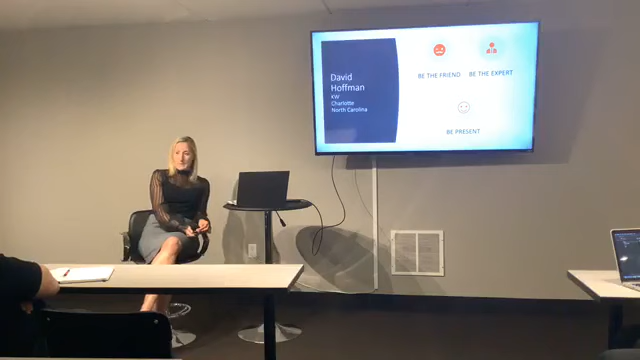 David
Hoffman
KW
Charlotte
North Carolina
BE THE FRIEND
BE THE EXPERT
BE PRESENT